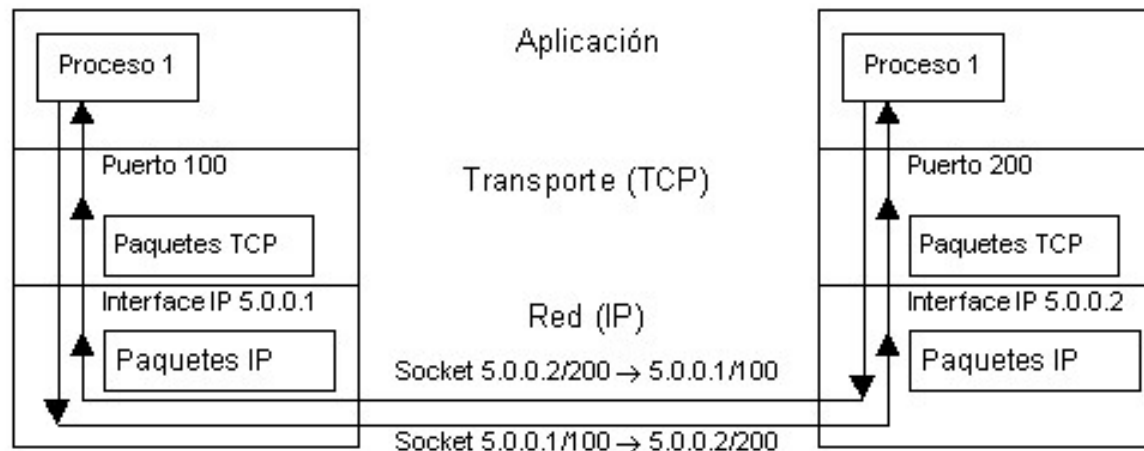 Aplicación
Proceso 1
Proceso 1
Puerto 100
Transporte (TCP)
Puerto 200
Paquetes TCP
Paquetes TCP
Interface IP 5.0.0.1
Red (IP)
Interface IP 5.0.0.2
Paquetes IP
Paquetes IP
Socket 5.0.0.2/200 → 5.0.0.1/100
Socket 5.0.0.1/100 → 5.0.0.2/200